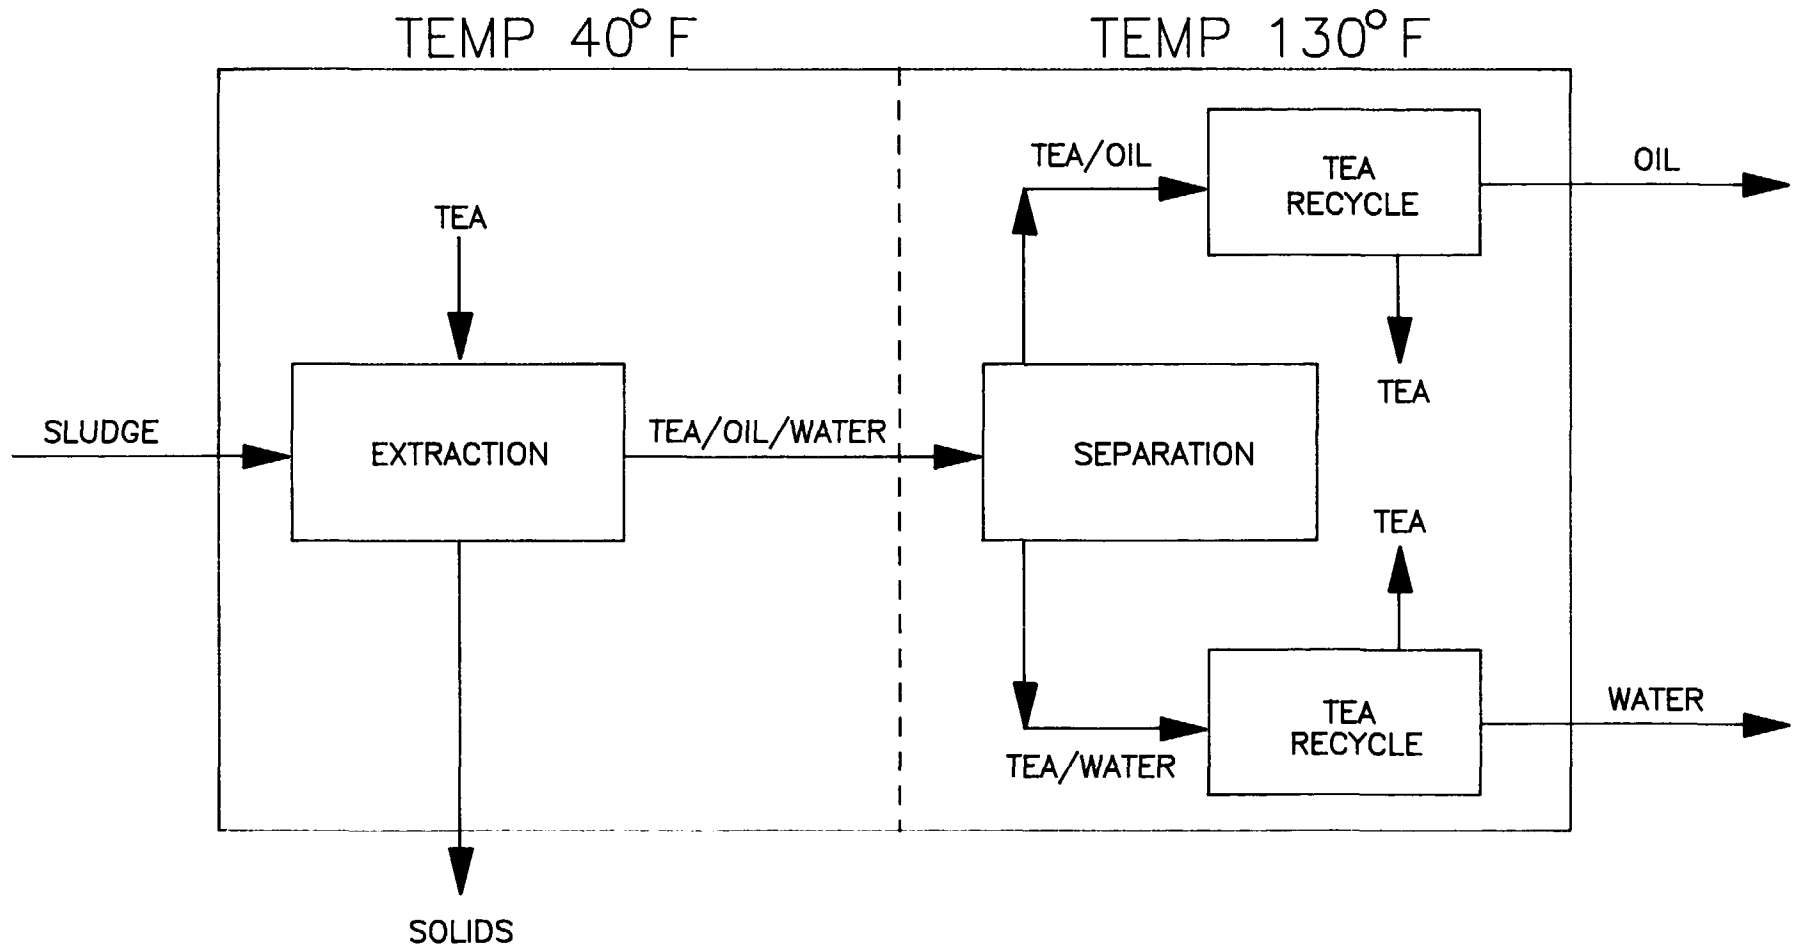 TEMP 40° F
TEMP 130° F
TEA/OIL
TEA
RECYCLE
OIL
TEA
TEA
SLUDGE
EXTRACTION
TEA/OIL/WATER
SEPARATION
TEA
TEA
RECYCLE
WATER
TEA/WATER
SOLIDS